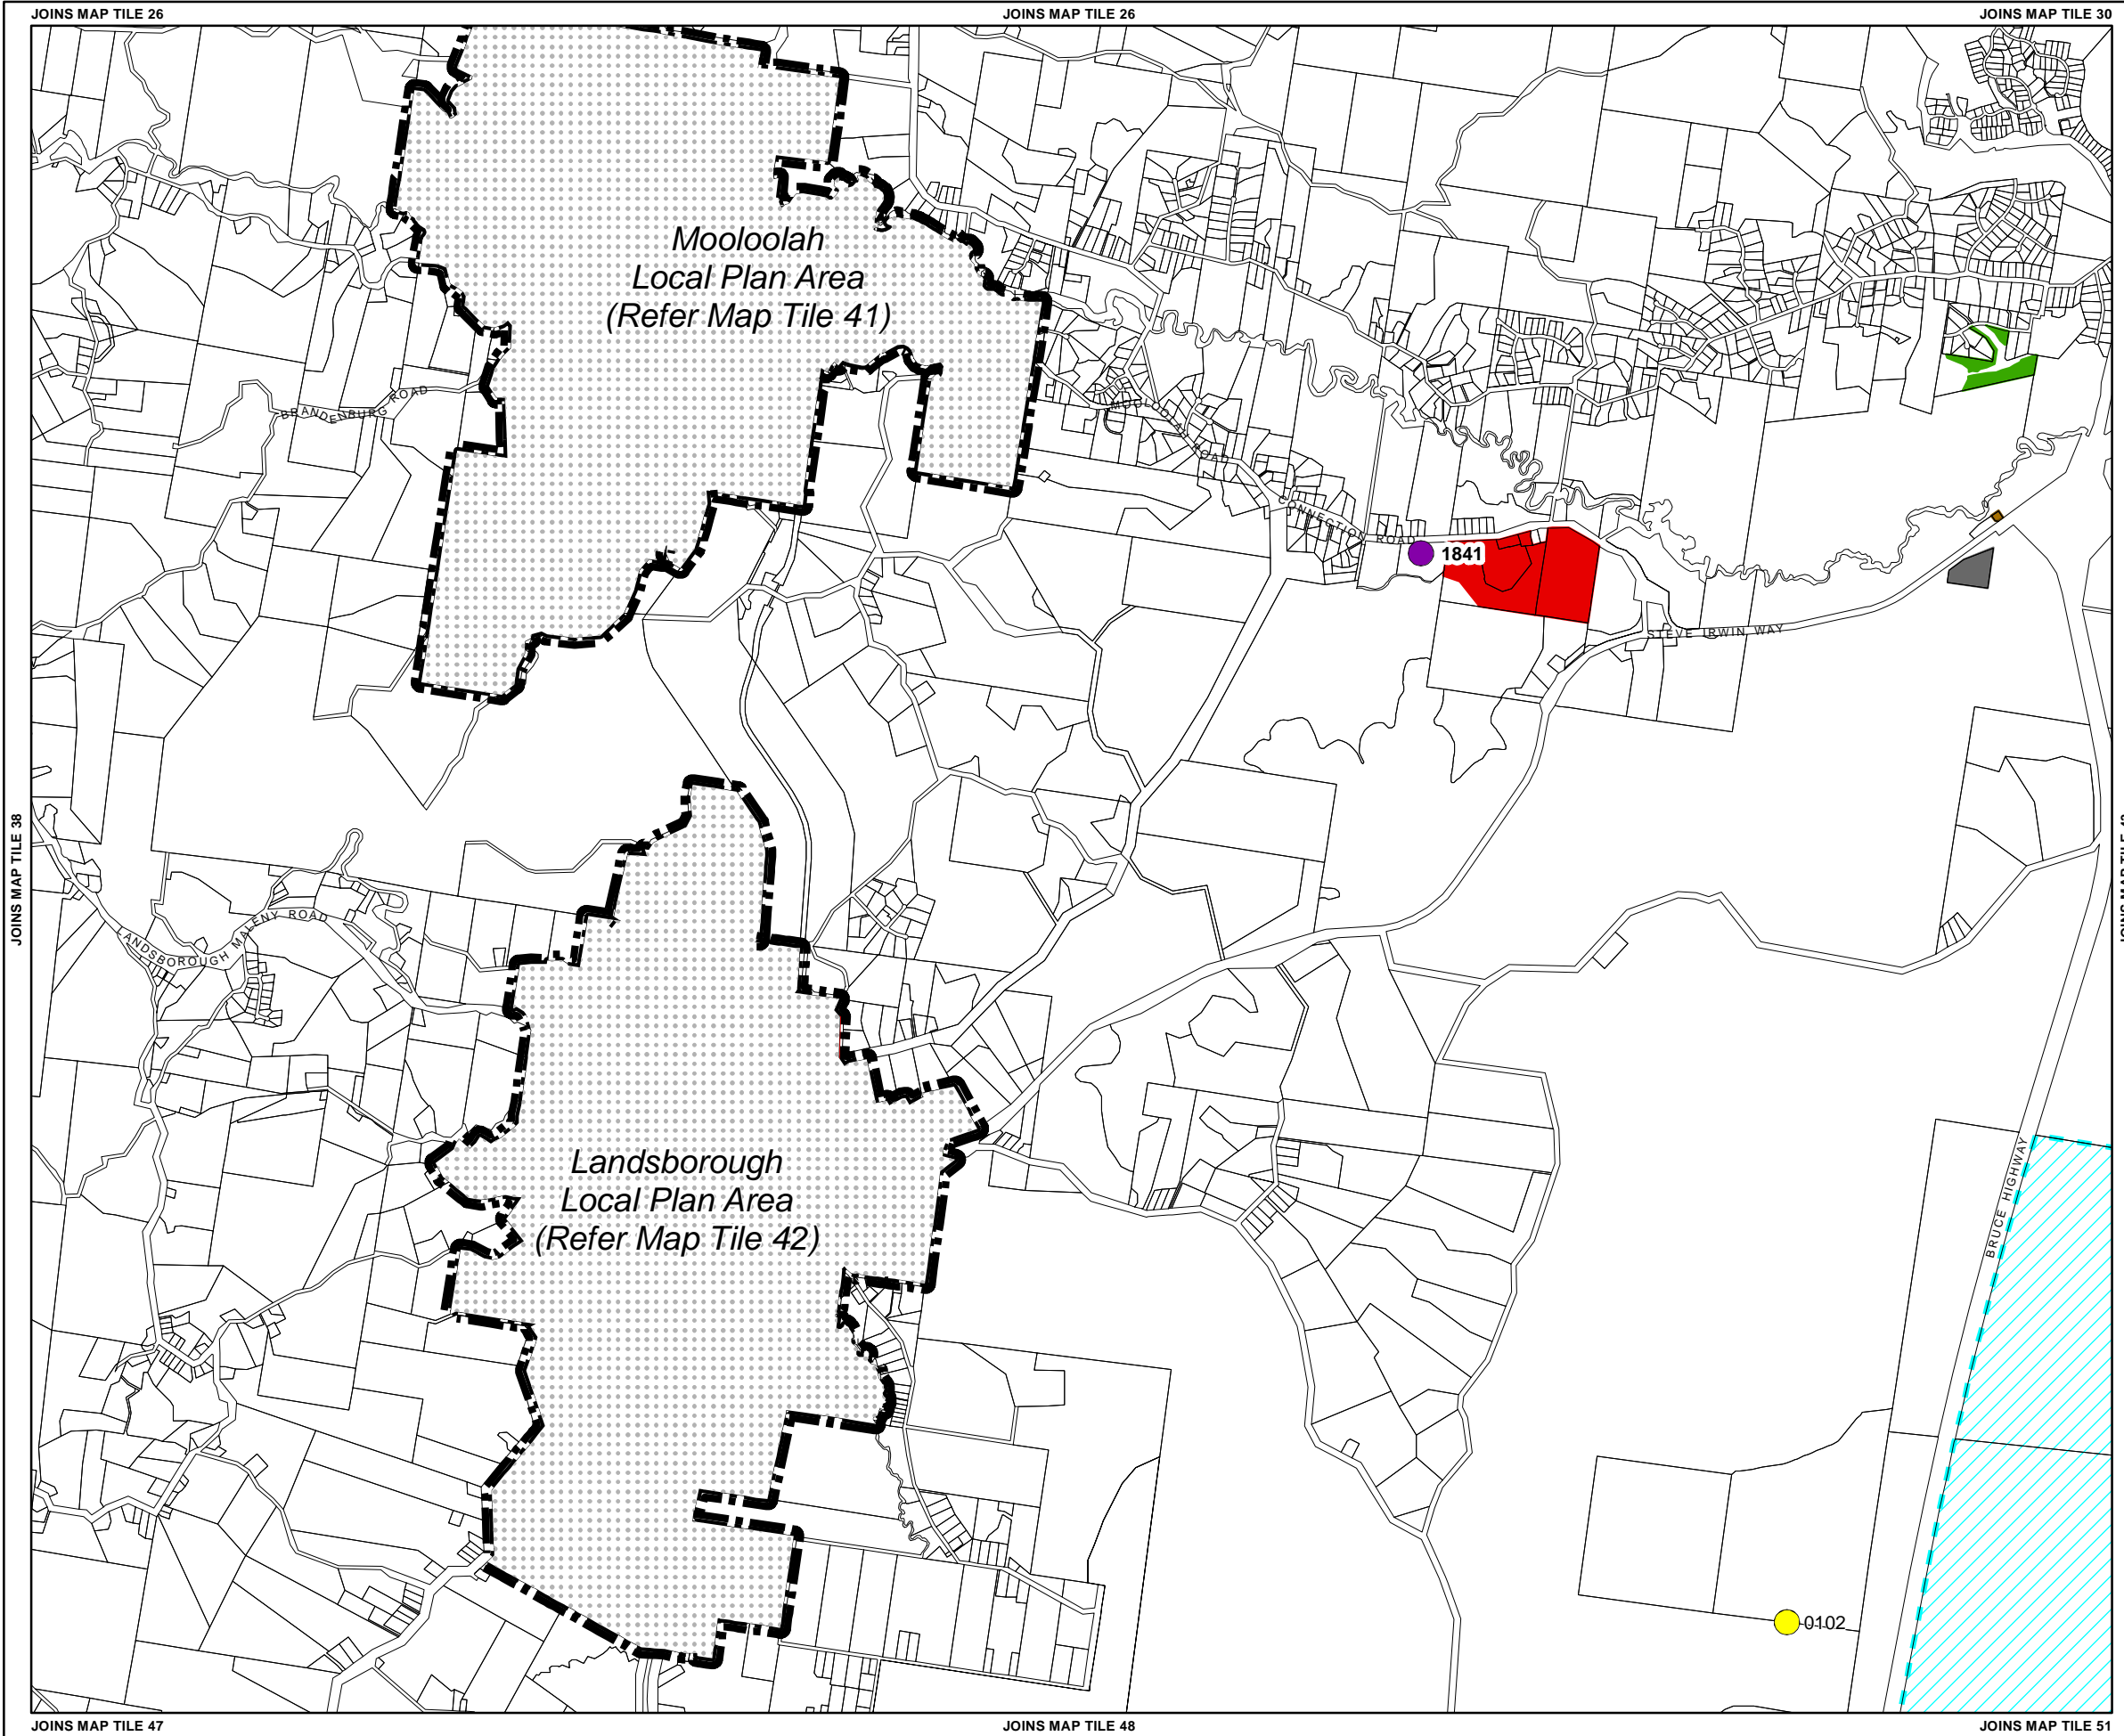 JOINS MAP TILE 26
JOINS MAP TILE 26
JOINS MAP TILE 30
Mooloolah
Local Plan Area
(Refer Map Tile 41)
BRANDENBURG ROAD
MOOLOOLAH ROAD
CONNECTION ROAD
1841
STEVE IRWIN WAY
JOINS MAP TILE 38
LANDSBOROUGH MALENY ROAD
Landsborough
Local Plan Area
(Refer Map Tile 42)
BRUCE HIGHWAY
0102
JOINS MAP TILE 47
JOINS MAP TILE 48
JOINS MAP TILE 51